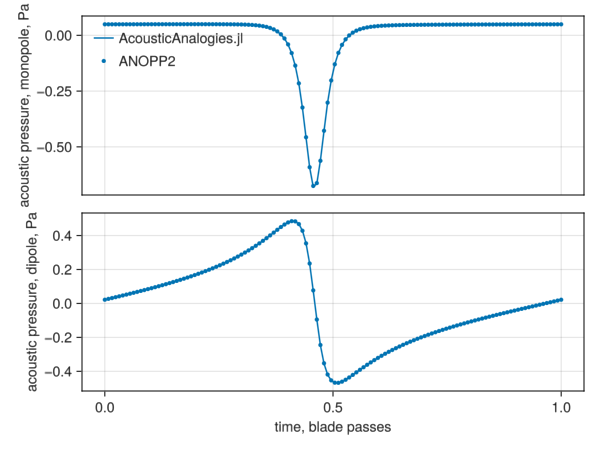 acoustic pressure, monopole, Pa
0.00
−0.25
−0.50
AcousticAnalogies.jl
ANOPP2
acoustic pressure, dipole, Pa
0.4
0.2
0.0
−0.2
−0.4
0.0
0.5
1.0
time, blade passes